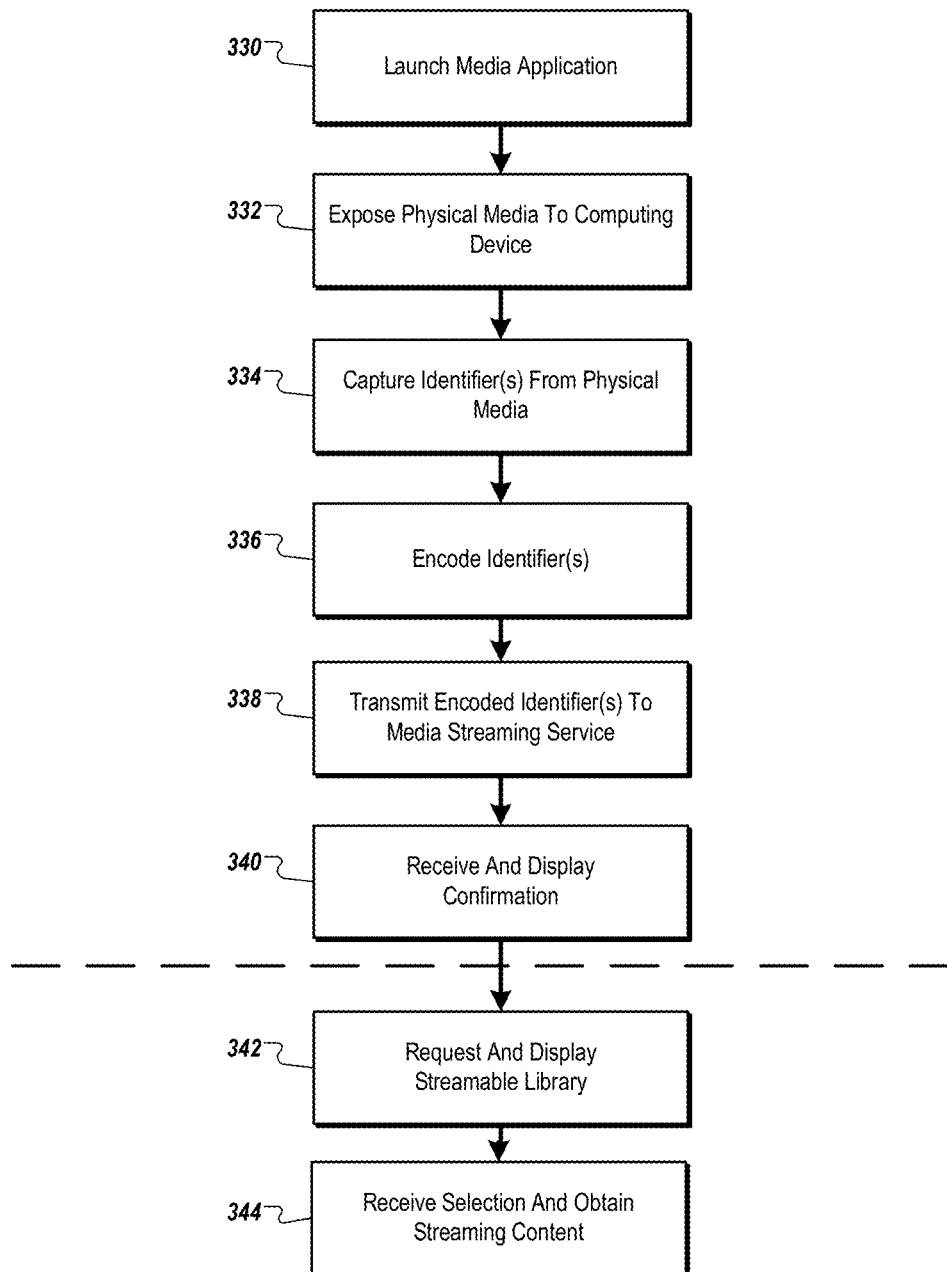 330
Launch Media Application
332
Expose Physical Media To Computing
Device
334
Capture Identifier(s) From Physical
Media
336
Encode Identifier(s)
338
Transmit Encoded Identifier(s) To
Media Streaming Service
340
Receive And Display
Confirmation
342
Request And Display
Streamable Library
344
Receive Selection And Obtain
Streaming Content